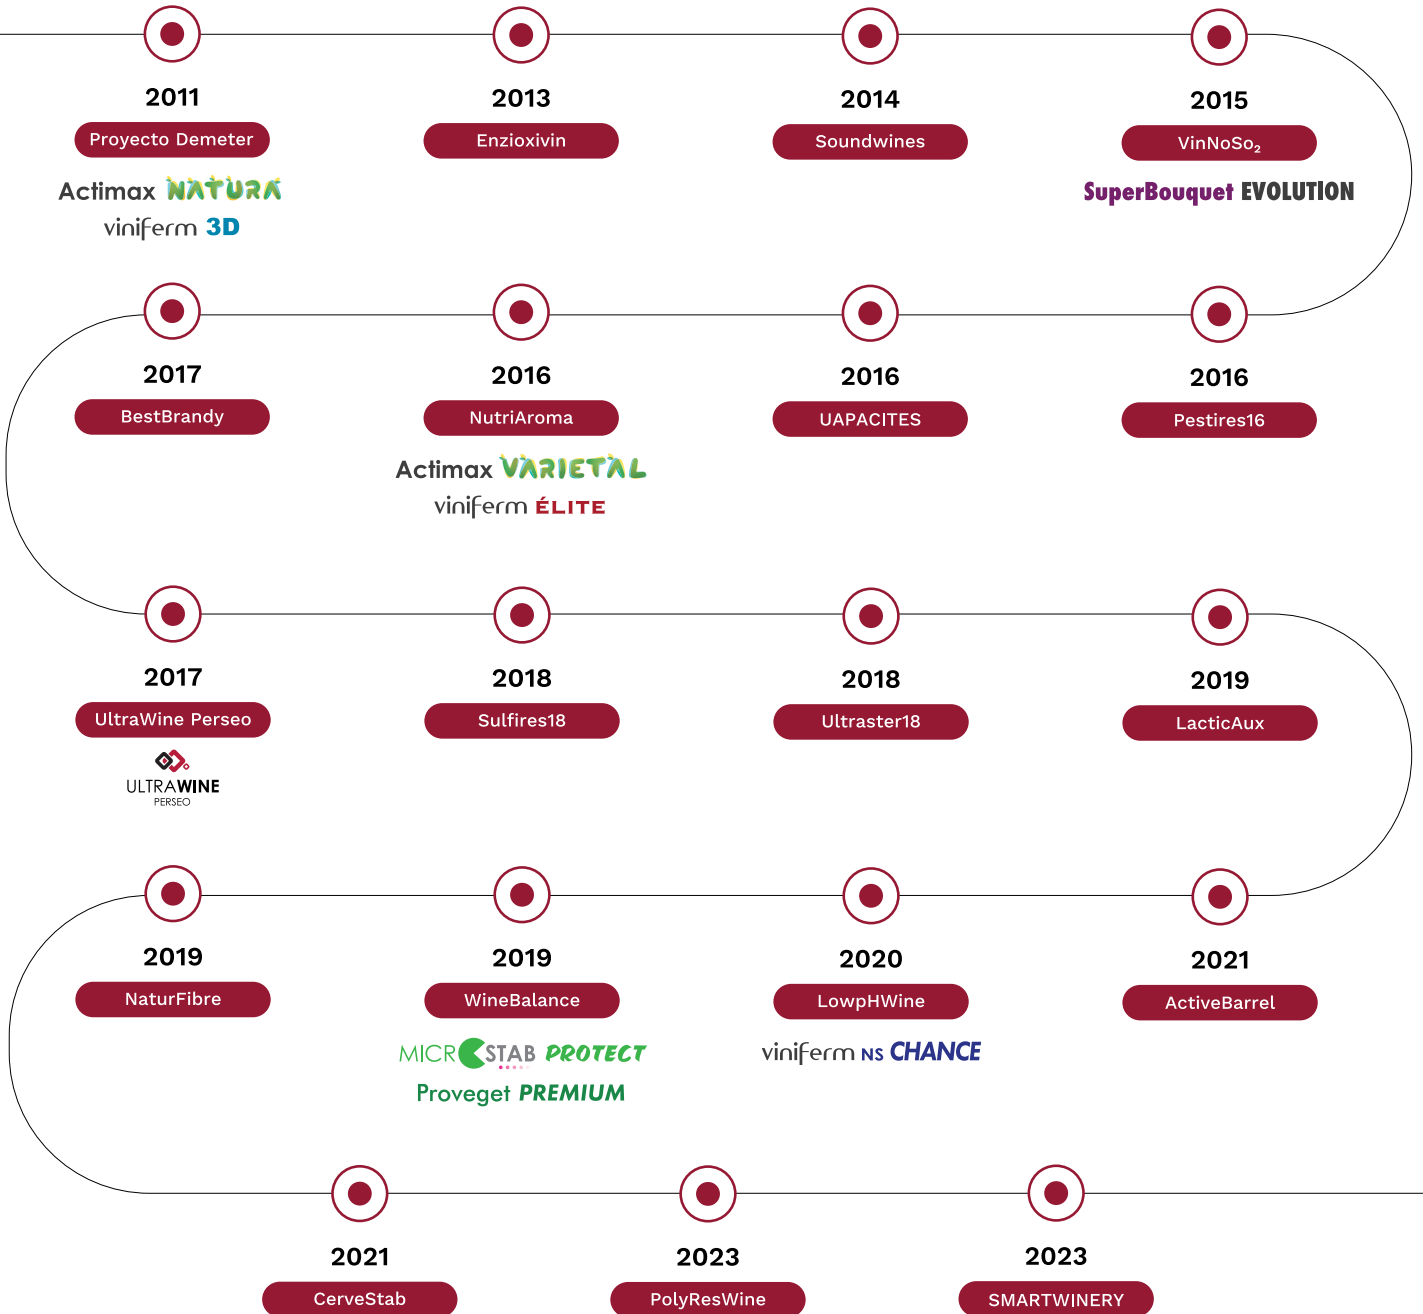 2011
Proyecto Demeter
Actimax NATURA
viniferm 3D
2013
Enzioxivin
2014
Soundwines
2015
VinNoSo₂
SuperBouquet EVOLUTION
2017
BestBrandy
2016
NutriAroma
Actimax VARIETAL
viniferm ÉLITE
2016
UAPACITES
2016
Pestires16
2017
UltraWine Perseo
ULTRAWINE
PERSEO
2018
Sulfires18
2018
Ultraster18
2019
LacticAux
2019
NaturFibre
2019
WineBalance
MICROSTAB PROTECT
Proveget PREMIUM
2020
LowpHWine
viniferm NS CHANCE
2021
ActiveBarrel
2021
CerveStab
2023
PolyResWine
2023
SMARTWINERY